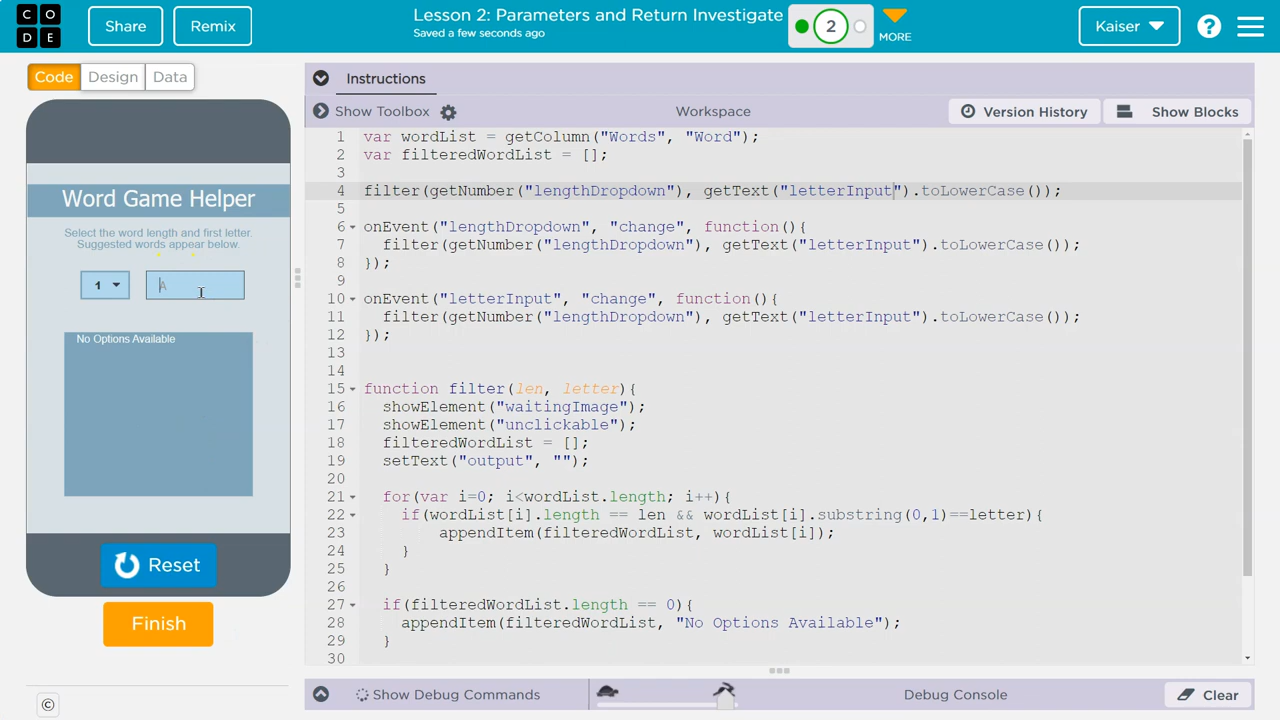 CODE
Share
Remix
Lesson 2: Parameters and Return Investigate
Saved a few seconds ago
2
MORE
Kaiser
?
Code
Design
Data
Instructions
Show Toolbox
Workspace
Version History
Show Blocks
Word Game Helper
Select the word length and first letter.
Suggested words appear below.
1
A
No Options Available
Reset
Finish
©
1 var wordList = getColumn("Words", "Word");
2 var filteredWordList = [];
3
4 filter(getNumber("lengthDropdown"), getText("letterInput").toLowerCase());
5
6 onEvent("lengthDropdown", "change", function(){
7 filter(getNumber("lengthDropdown"), getText("letterInput").toLowerCase());
8 });
9
10 onEvent("letterInput", "change", function(){
11 filter(getNumber("lengthDropdown"), getText("letterInput").toLowerCase());
12 });
13
14
15 function filter(len, letter){
16 showElement("waitingImage");
17 showElement("unclickable");
18 filteredWordList = [];
19 setText("output", "");
20
21 for(var i=0; i<wordList.length; i++){
22 if(wordList[i].length == len && wordList[i].substring(0,1)==letter){
23 appendItem(filteredWordList, wordList[i]);
24 }
25 }
26
27 if(filteredWordList.length == 0){
28 appendItem(filteredWordList, "No Options Available");
29 }
30
Show Debug Commands
Debug Console
Clear